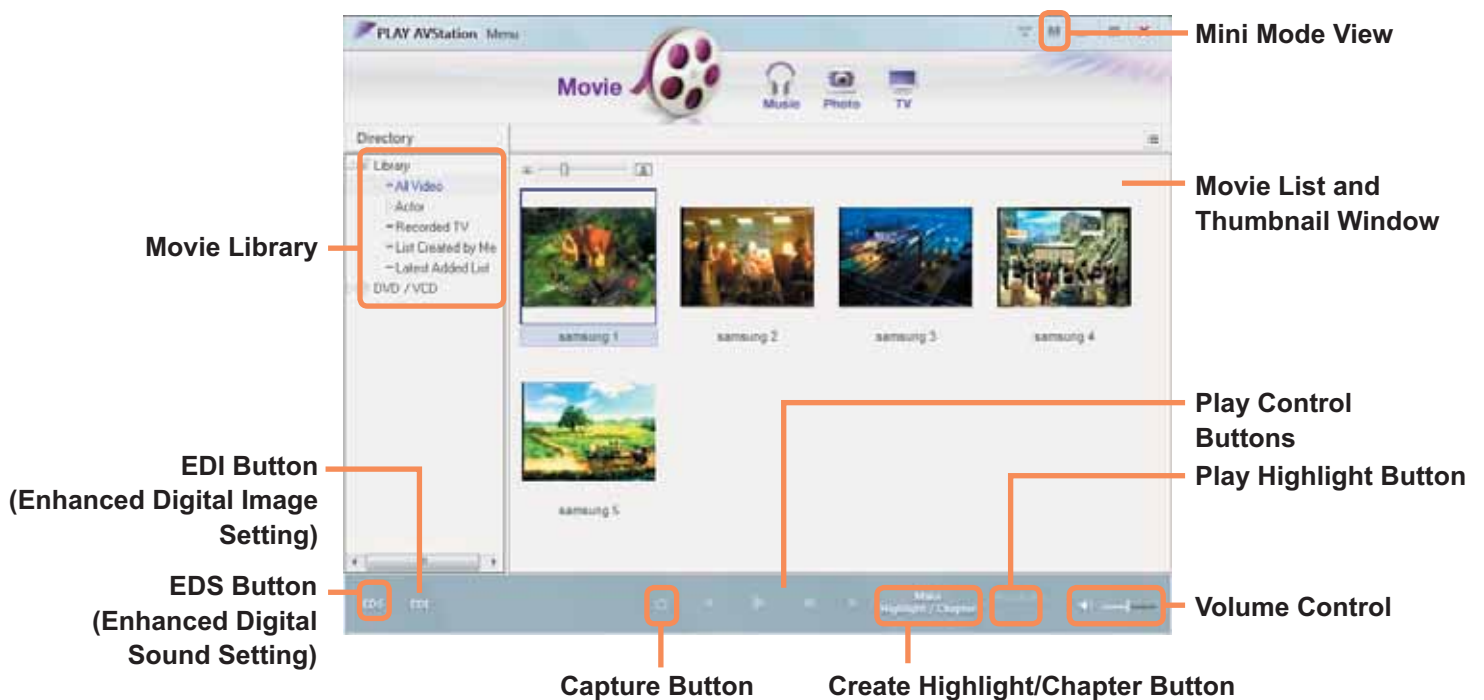 PLAY AVStation Menu
Mini Mode View
Movie
Music
Photo
TV
Directory
Library
All Video
Actor
Recorded TV
List Created by Me
Latest Added List
DVD / VCD
Movie Library
Movie List and
Thumbnail Window
samsung 1
samsung 2
samsung 3
samsung 4
samsung 5
Play Control
Buttons
Play Highlight Button
EDI Button
(Enhanced Digital Image
Setting)
EDS Button
(Enhanced Digital
Sound Setting)
EDS
EDI
Make
Highlight / Chapter
Volume Control
Capture Button
Create Highlight/Chapter Button